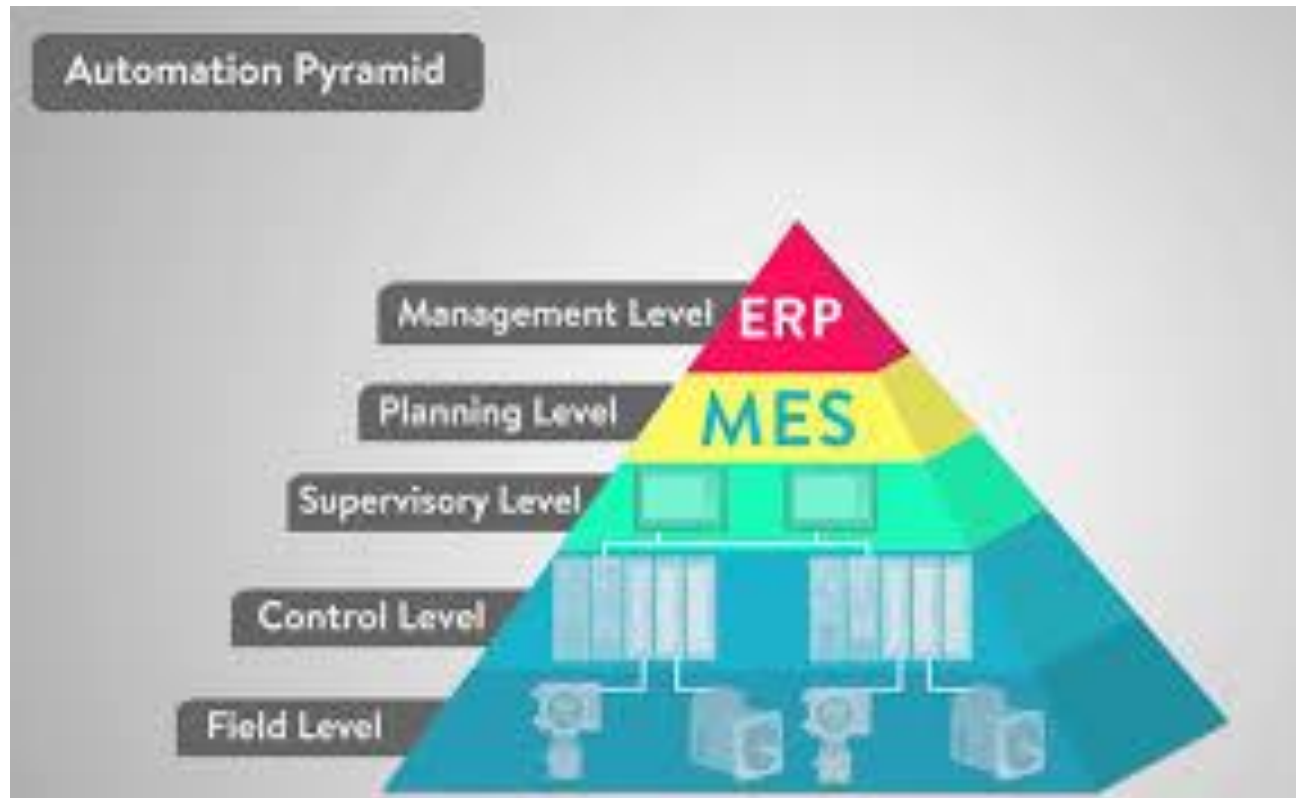 Automation Pyramid
Management Level ERP
Planning Level MES
Supervisory Level
Control Level
Field Level